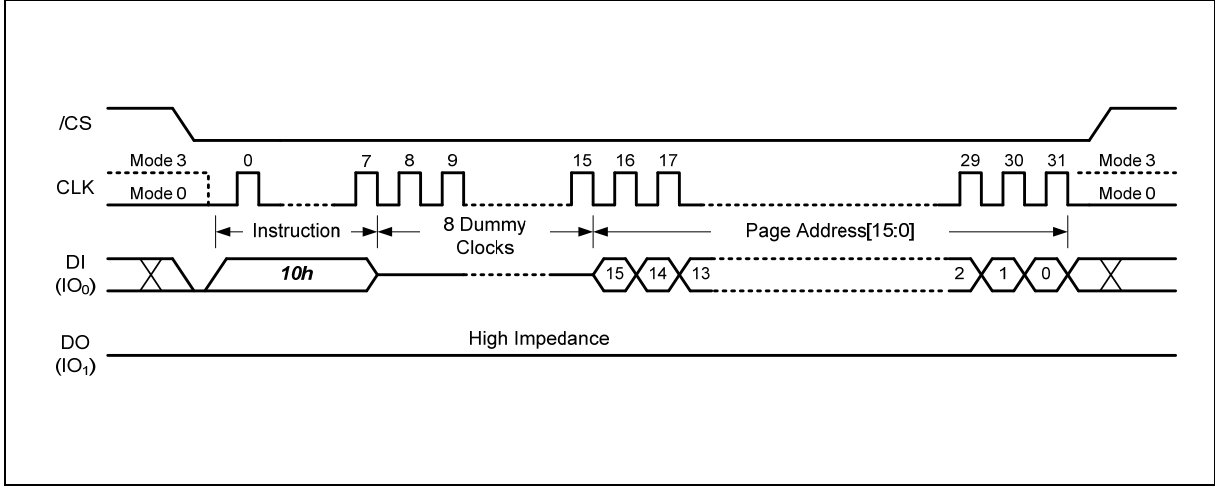 /CS
Mode 3 0 7 8 9 15 16 17 29 30 31 Mode 3
CLK
Mode 0 Mode 0
Instruction 8 Dummy Clocks Page Address[15:0]
DI
(IO₀)
10h 15 14 13 2 1 0
High Impedance
DO
(IO₁)